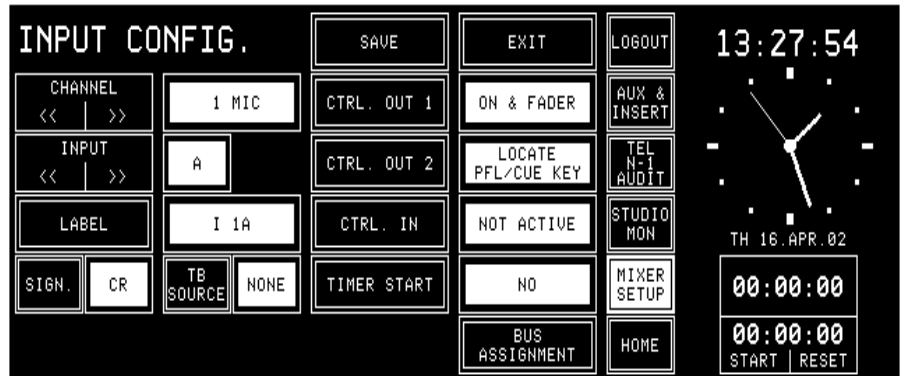 INPUT CONFIG.
SAVE
EXIT
LOGOUT
13:27:54
CHANNEL
<< >>
1 MIC
CTRL. OUT 1
ON & FADER
AUX &
INSERT
INPUT
<< >>
A
CTRL. OUT 2
LOCATE
PFL/CUE KEY
TEL
N-1
AUDIT
LABEL
I 1A
CTRL. IN
NOT ACTIVE
STUDIO
MON
TH 16.APR.02
SIGN.
CR
TB
SOURCE
NONE
TIMER START
NO
MIXER
SETUP
00:00:00
BUS
ASSIGNMENT
HOME
00:00:00
START
RESET